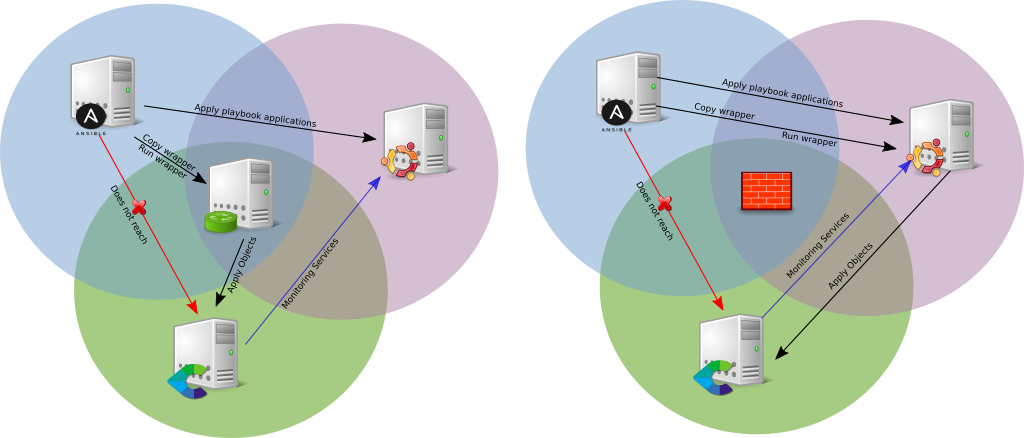 Apply playbook applications
Copy wrapper
Run wrapper
ANSIBLE
Does not reach
Apply Objects
Monitoring Services
Apply playbook applications
Copy wrapper
Run wrapper
ANSIBLE
Does not reach
Monitoring Services
Apply Objects